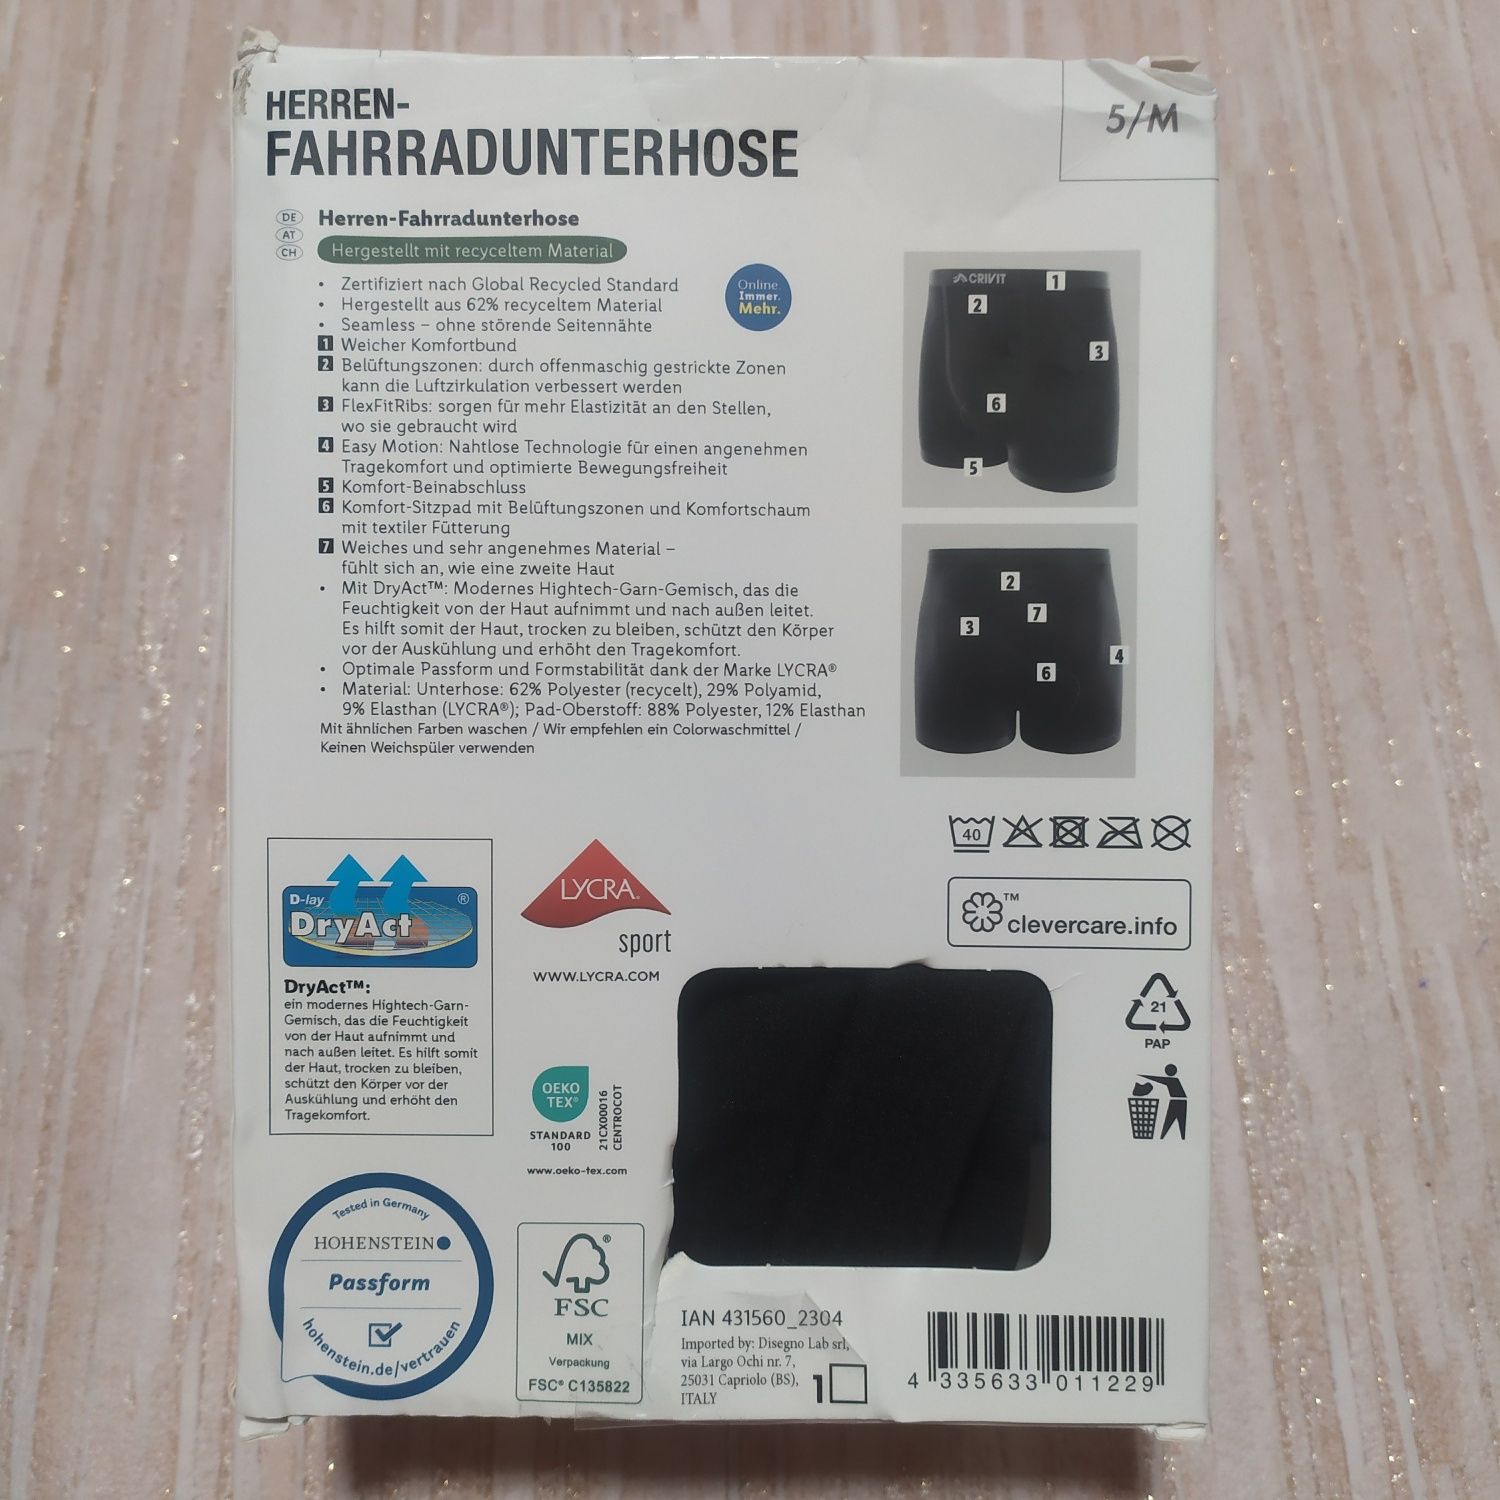 HERREN-
FAHRRADUNTERHOSE
5/M
DE
AT
CH
Herren-Fahrradunterhose
Hergestellt mit recyceltem Material
• Zertifiziert nach Global Recycled Standard
• Hergestellt aus 62% recyceltem Material
• Seamless – ohne störende Seitennähte
1 Weicher Komfortbund
2 Belüftungszonen: durch offenmaschig gestrickte Zonen
kann die Luftzirkulation verbessert werden
3 FlexFitRibs: sorgen für mehr Elastizität an den Stellen,
wo sie gebraucht wird
4 Easy Motion: Nahtlose Technologie für einen angenehmen
Tragekomfort und optimierte Bewegungsfreiheit
5 Komfort-Beinabschluss
6 Komfort-Sitzpad mit Belüftungszonen und Komfortschaum
mit textiler Fütterung
7 Weiches und sehr angenehmes Material –
fühlt sich an, wie eine zweite Haut
• Mit DryAct™: Modernes Hightech-Garn-Gemisch, das die
Feuchtigkeit von der Haut aufnimmt und nach außen leitet.
Es hilft somit der Haut, trocken zu bleiben, schützt den Körper
vor der Auskühlung und erhöht den Tragekomfort.
• Optimale Passform und Formstabilität dank der Marke LYCRA®
• Material: Unterhose: 62% Polyester (recycelt), 29% Polyamid,
9% Elasthan (LYCRA®); Pad-Oberstoff: 88% Polyester, 12% Elasthan
Mit ähnlichen Farben waschen / Wir empfehlen ein Colorwaschmittel /
Keinen Weichspüler verwenden
Online.
Immer.
Mehr.
CRIVIT
1
2
3
6
5
2
7
3
4
6
40
™
clevercare.info
21
PAP
D-lay
®
DryAct
DryAct™:
ein modernes Hightech-Garn-
Gemisch, das die Feuchtigkeit
von der Haut aufnimmt und
nach außen leitet. Es hilft somit
der Haut, trocken zu bleiben,
schützt den Körper vor der
Auskühlung und erhöht den
Tragekomfort.
LYCRA®
sport
WWW.LYCRA.COM
OEKO
TEX®
STANDARD
100
21CX00016
CENTROCOT
www.oeko-tex.com
Tested in Germany
HOHENSTEIN
Passform
hohenstein.de/vertrauen
®
FSC
MIX
Verpackung
FSC® C135822
IAN 431560_2304
Imported by: Disegno Lab srl,
via Largo Ochi nr. 7,
25031 Capriolo (BS),
ITALY
1
4 335633 011229